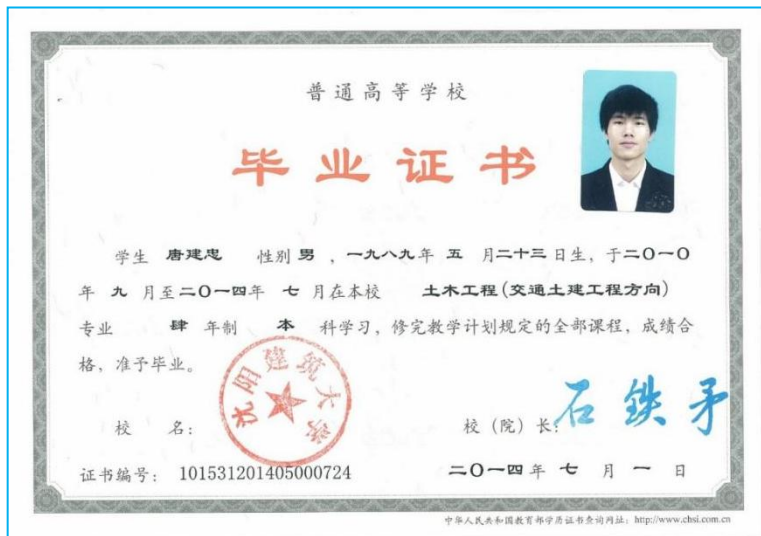 普通高等学校
毕业证书
学生 唐建忠 性别 男 ，一九八九年 五 月二十三日生，于二〇一〇
年 九 月至二〇一四年 七 月在本校 土木工程(交通土建工程方向)
专业 肆 年制 本 科学习，修完教学计划规定的全部课程，成绩合
格，准予毕业。
沈阳建筑大学
校 名：
校（院）长：石铁矛
证书编号： 101531201405000724
二〇一四年 七 月 一 日
中华人民共和国教育部学历证书查询网址：http://www.chsi.com.cn